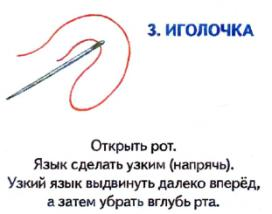 3. ИГОЛОЧКА
Открыть рот.
Язык сделать узким (напрячь).
Узкий язык выдвинуть далеко вперёд,
а затем убрать вглубь рта.